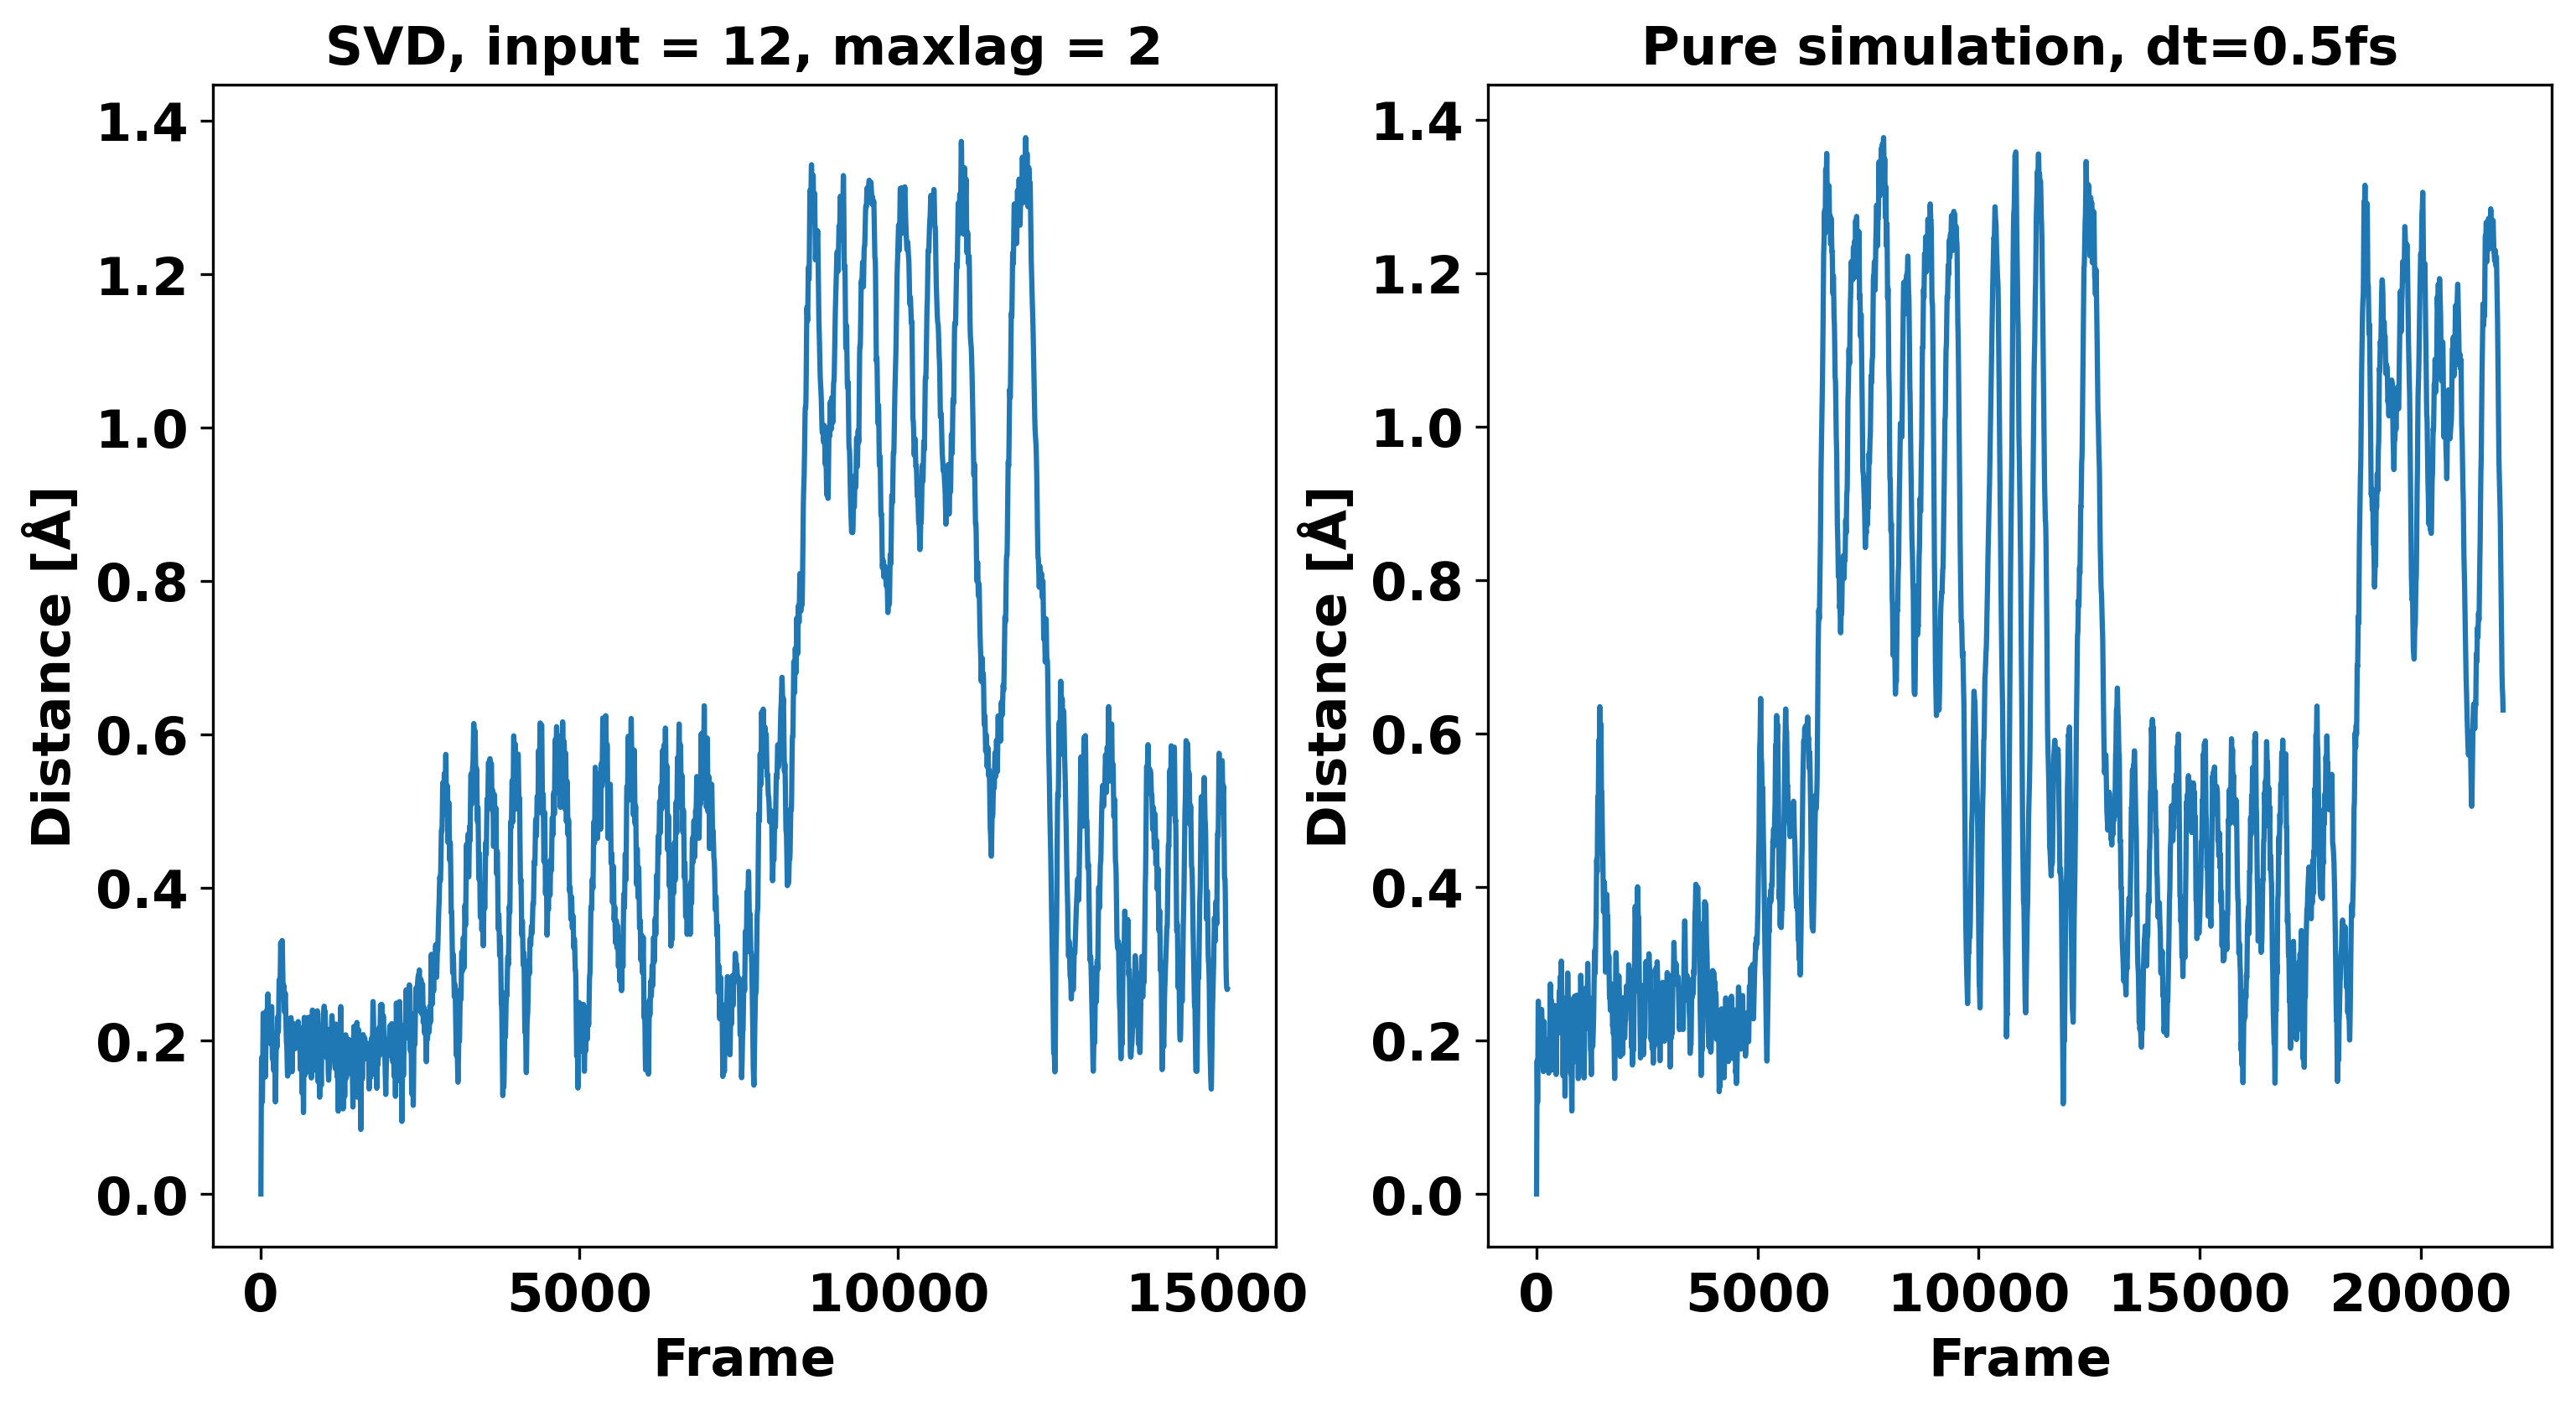 SVD, input = 12, maxlag = 2
Distance [Å]
1.4
1.2
1.0
0.8
0.6
0.4
0.2
0.0
0 5000 10000 15000
Frame
Pure simulation, dt=0.5fs
Distance [Å]
1.4
1.2
1.0
0.8
0.6
0.4
0.2
0.0
0 5000 10000 15000 20000
Frame